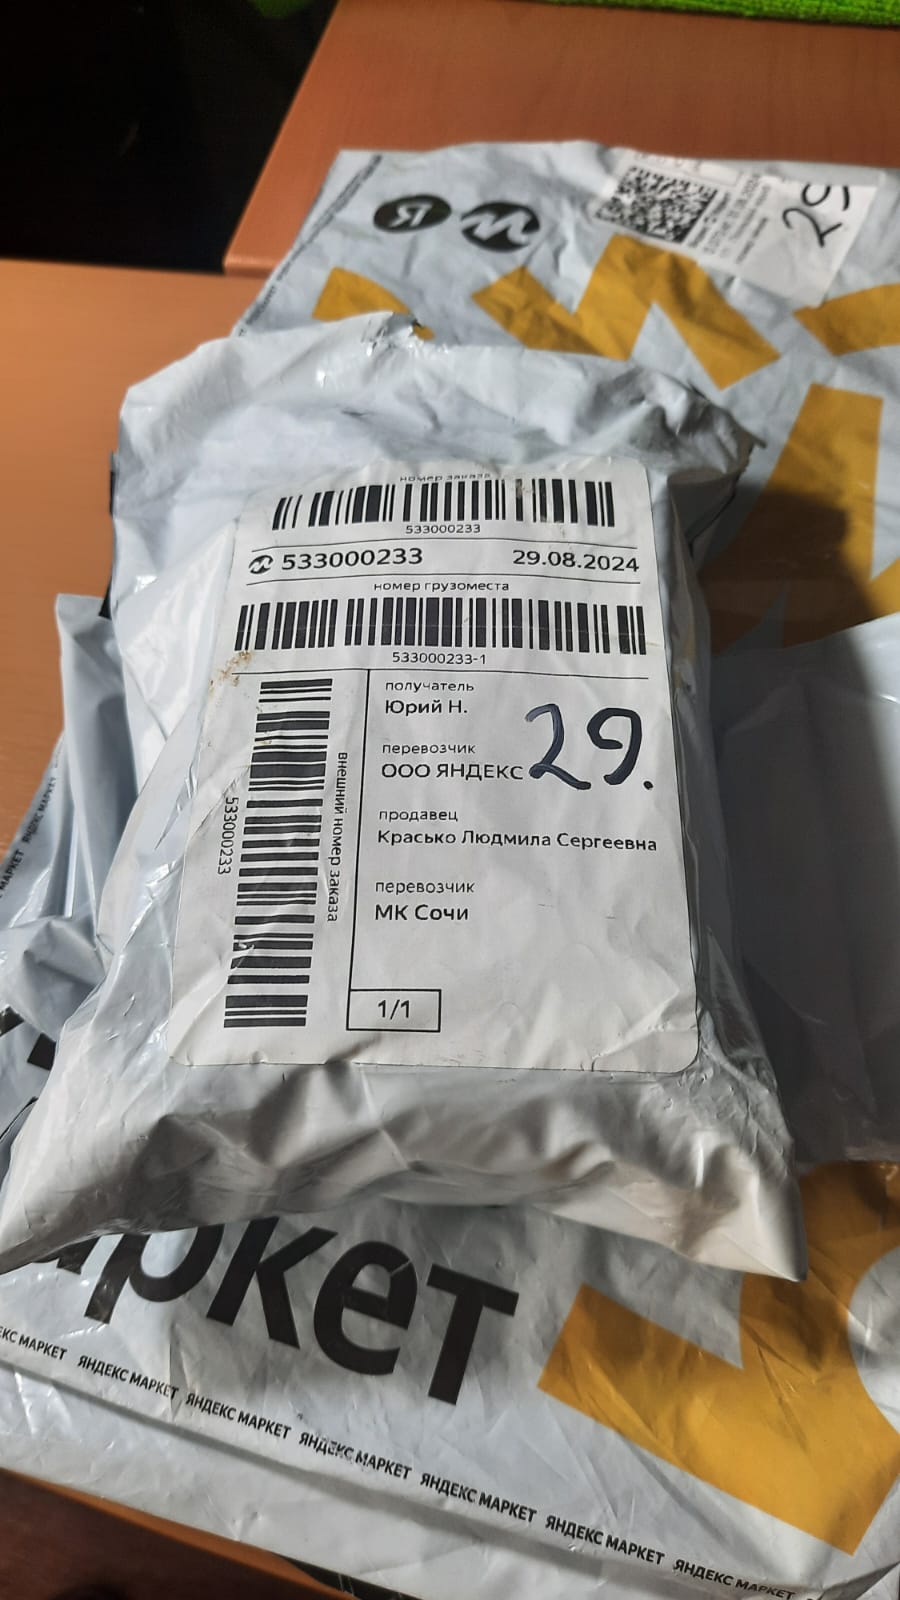 Я
29
номер заказа
533000233
533000233
29.08.2024
номер грузоместа
533000233-1
получатель
Юрий Н.
29.
перевозчик
ООО ЯНДЕКС
продавец
Красько Людмила Сергеевна
перевозчик
МК Сочи
1/1
внешний номер заказа
533000233
ЯНДЕКС МАРКЕТ
маркет
МАРКЕТ ЯНДЕКС МАРКЕТ ЯНДЕКС МАРКЕТ ЯНДЕКС МАРКЕТ ЯНДЕКС МАРКЕТ ЯНДЕКС МАРКЕТ ЯНДЕКС МАРКЕТ